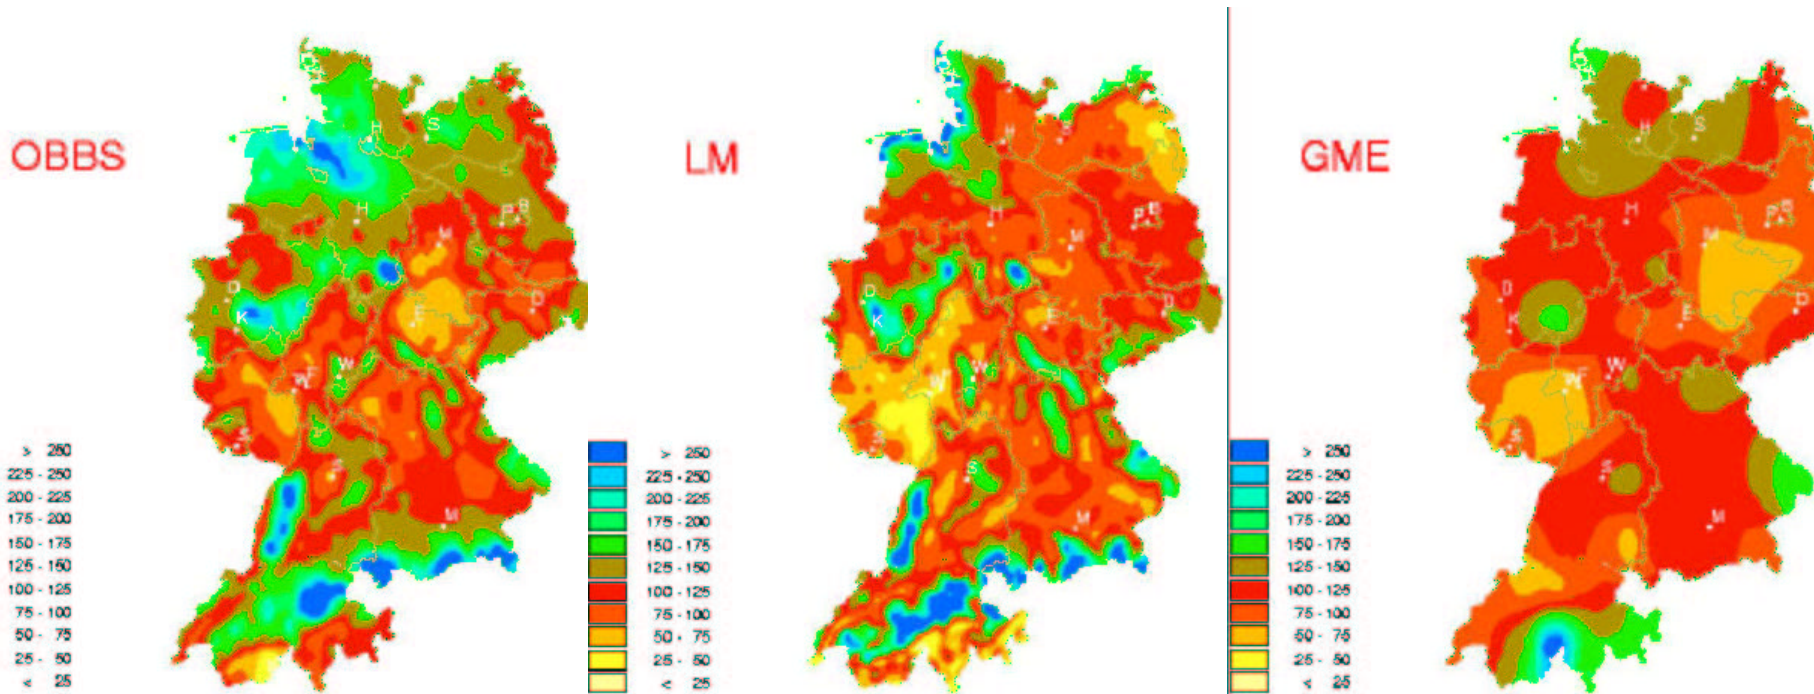 OBBS
H
S
H
P B
M
D
K
E
D
W
F
W
S
S
M
> 250
225 - 250
200 - 225
175 - 200
150 - 175
125 - 150
100 - 125
75 - 100
50 - 75
25 - 50
< 25
LM
H
S
H
P B
M
D
K
E
D
W
W
S
S
M
> 250
225 - 250
200 - 225
175 - 200
150 - 175
125 - 150
100 - 125
75 - 100
50 - 75
25 - 50
< 25
GME
H
S
H
P B
M
D
K
E
D
W
F
W
S
S
M
> 250
225 - 250
200 - 225
175 - 200
150 - 175
125 - 150
100 - 125
75 - 100
50 - 75
25 - 50
< 25